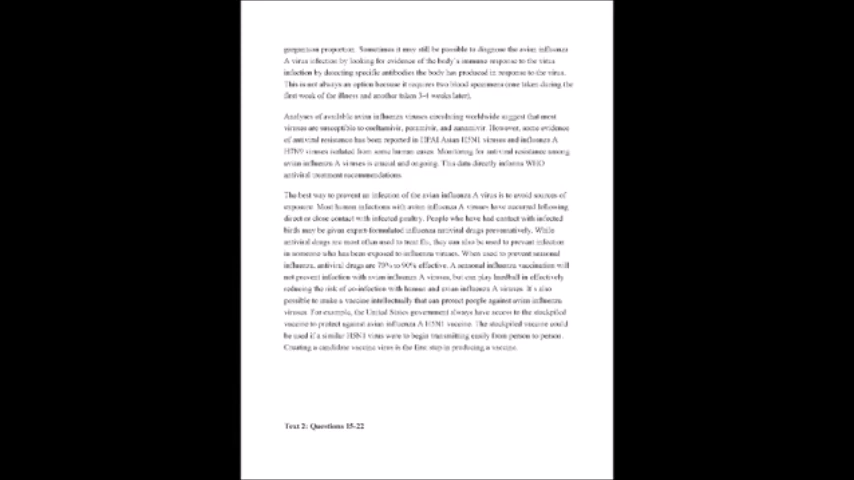 proportion. Sometimes it may still be possible to diagnose the avian influenza
A virus infection by looking for evidence of the body's immune response to the virus
infection by detecting specific antibodies the body has produced in response to the virus.
This is not always an option because it requires two blood specimens (one taken during the
first week of the illness and another taken 3-4 weeks later).
Analyses of available avian influenza viruses circulating worldwide suggest that most
viruses are susceptible to oseltamivir, peramivir, and zanamivir. However, some evidence
of antiviral resistance has been reported in HPAI Asian H5N1 viruses and influenza A
H7N9 viruses isolated from some human cases. Monitoring for antiviral resistance among
avian influenza A viruses is crucial and ongoing. This data directly informs WHO
antiviral treatment recommendations.
The best way to prevent an infection of the avian influenza A virus is to avoid sources of
exposure. Most human infections with avian influenza A viruses have occurred following
direct or close contact with infected poultry. People who have had contact with infected
birth may be given expert-formulated influenza antiviral drugs preventatively. While
antiviral drugs are most often used to treat flu, they can also be used to prevent infection
in someone who has been exposed to influenza viruses. When used to prevent seasonal
influenza, antiviral drugs are 70% to 90% effective. A seasonal influenza vaccination will
not prevent infection with avian influenza A viruses, but can play hardball in effectively
reducing the risk of co-infection with human and avian influenza A viruses. It's also
possible to make a vaccine intellectually that can protect people against avian influenza
viruses. For example, the United States government always have access to the stockpiled
vaccine to protect against avian influenza A H5N1 vaccine. The stockpiled vaccine could
be used if a similar H5N1 virus were to begin transmitting easily from person to person.
Creating a candidate vaccine virus is the first step in producing a vaccine.
Text 2: Questions 15-22